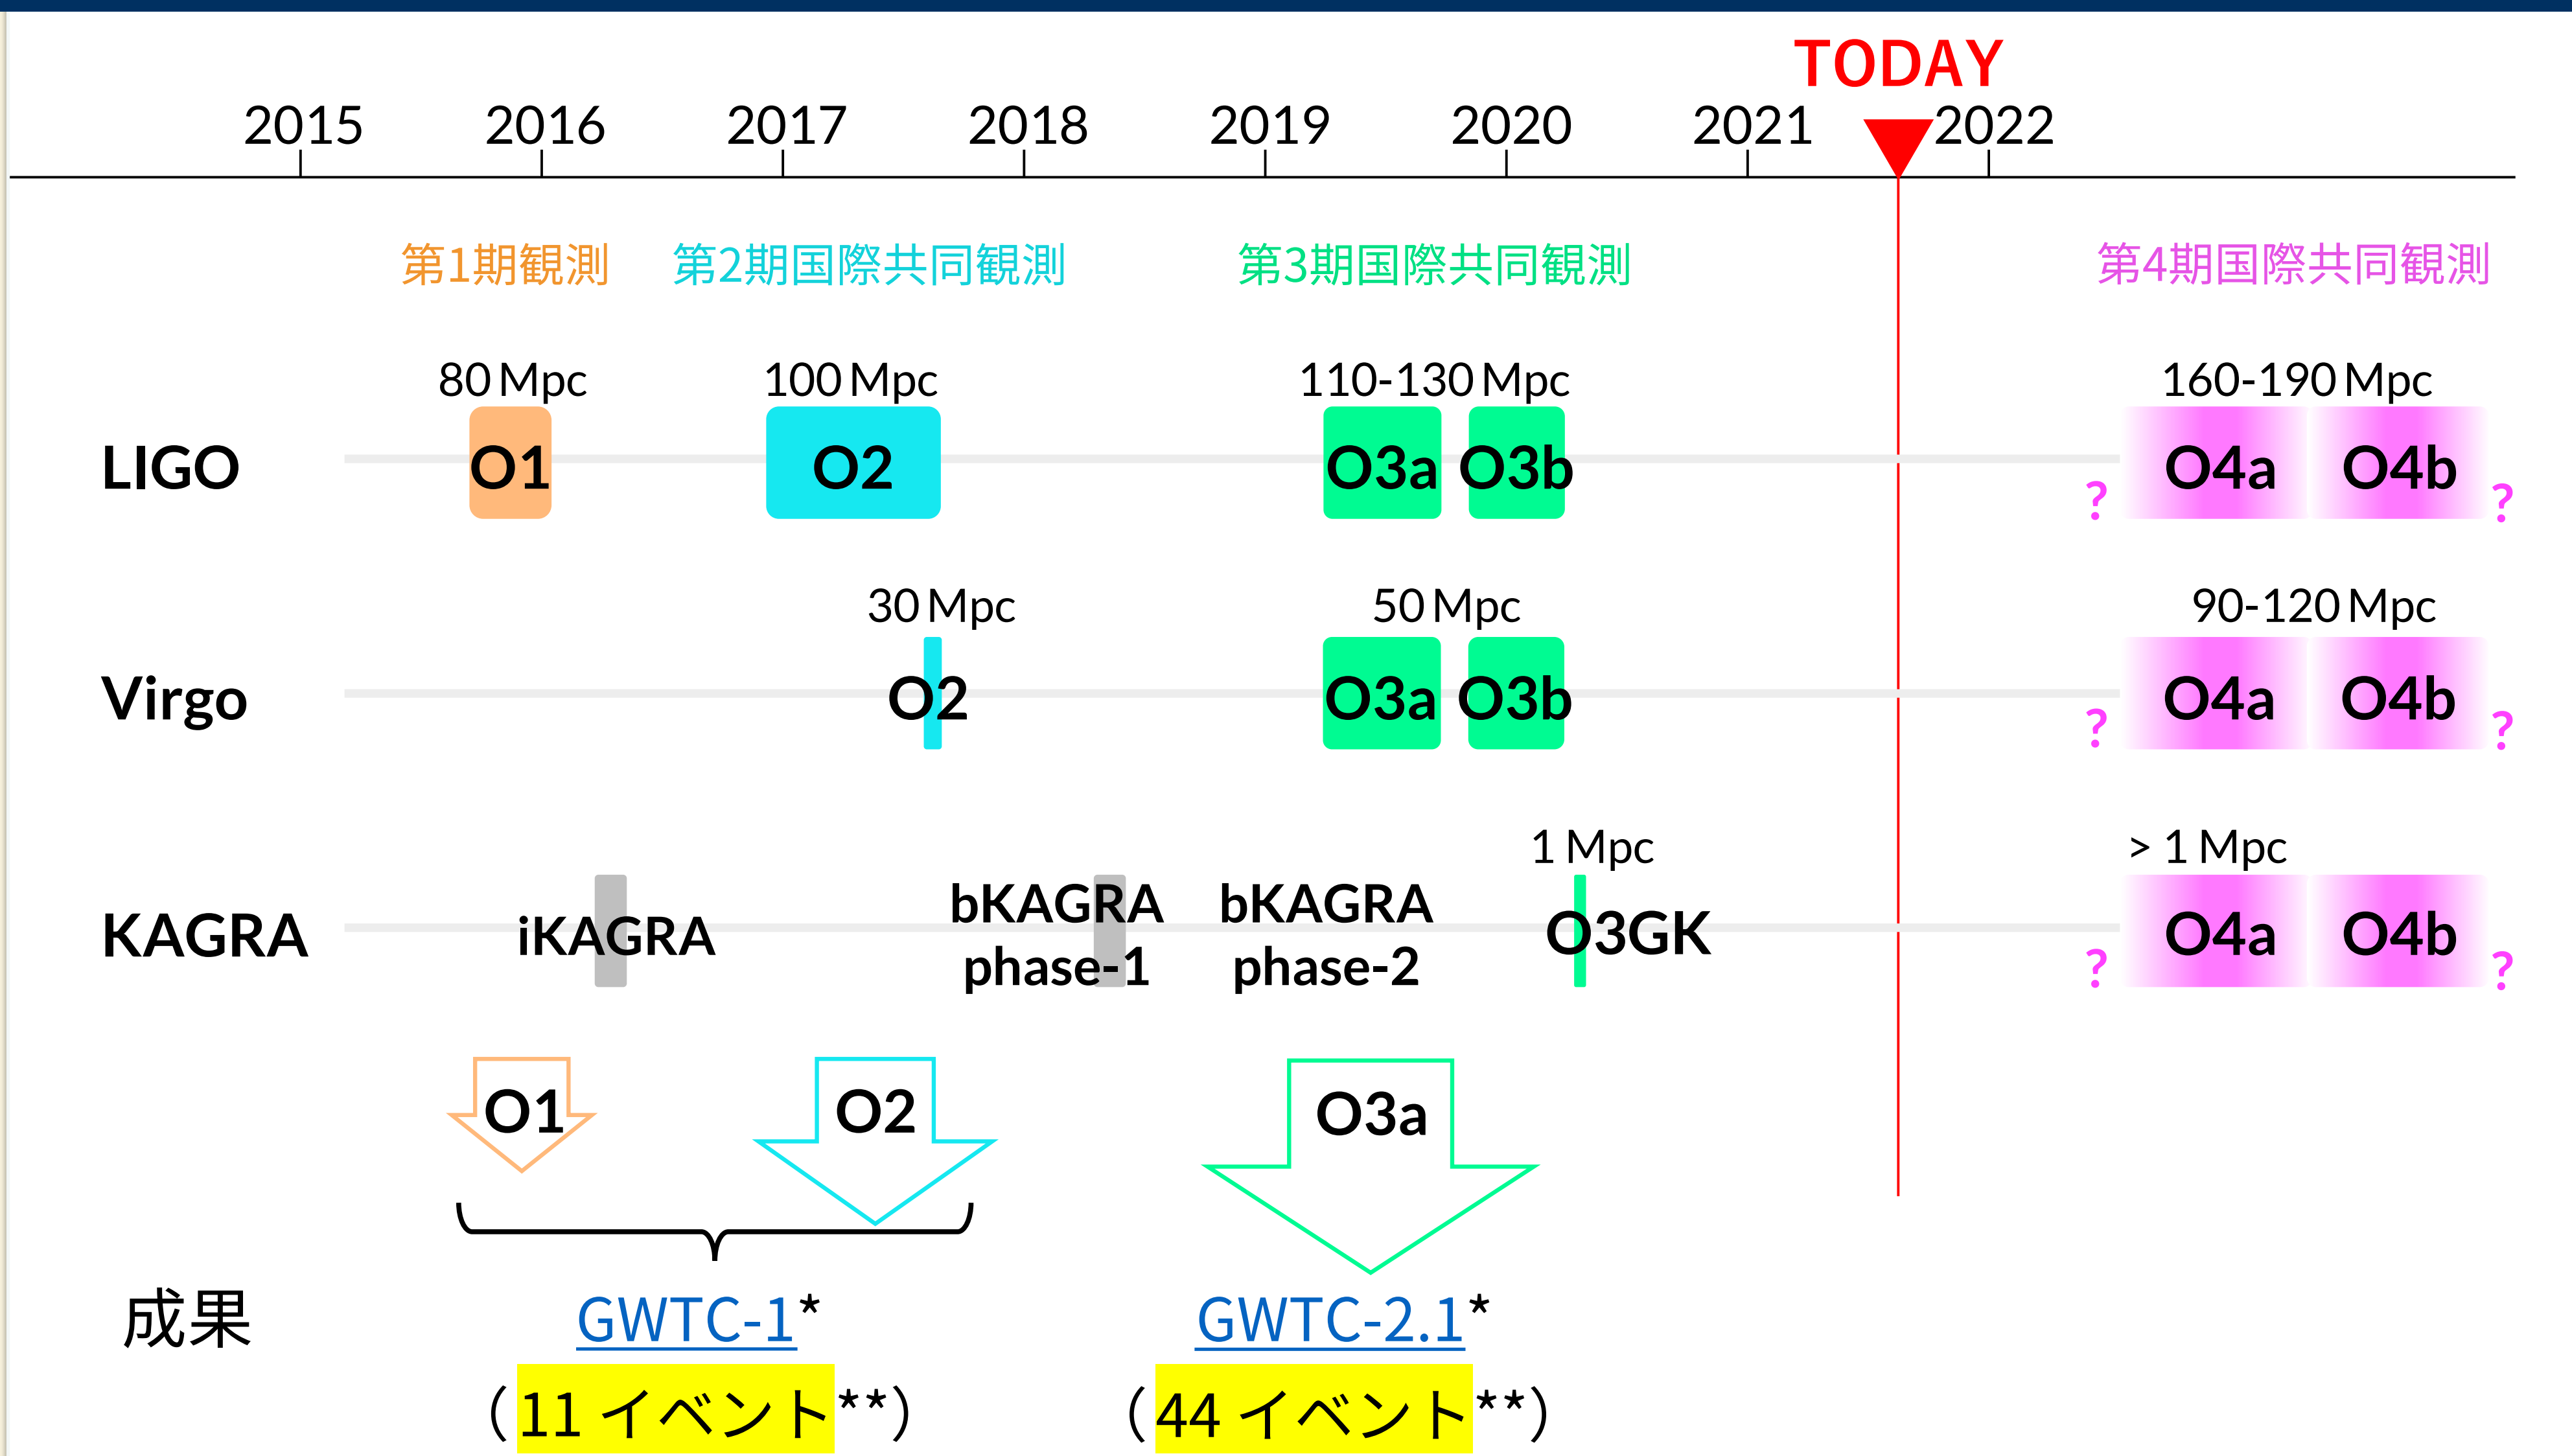 TODAY
2015 2016 2017 2018 2019 2020 2021 2022
第1期観測 第2期国際共同観測 第3期国際共同観測 第4期国際共同観測
80 Mpc 100 Mpc 110-130 Mpc 160-190 Mpc
LIGO O1 O2 O3a O3b ? O4a O4b ?
30 Mpc 50 Mpc 90-120 Mpc
Virgo O2 O3a O3b ? O4a O4b ?
1 Mpc > 1 Mpc
KAGRA iKAGRA bKAGRA phase-1 bKAGRA phase-2 O3GK ? O4a O4b ?
O1 O2 O3a
成果 GWTC-1* GWTC-2.1*
(11 イベント**) (44 イベント**)